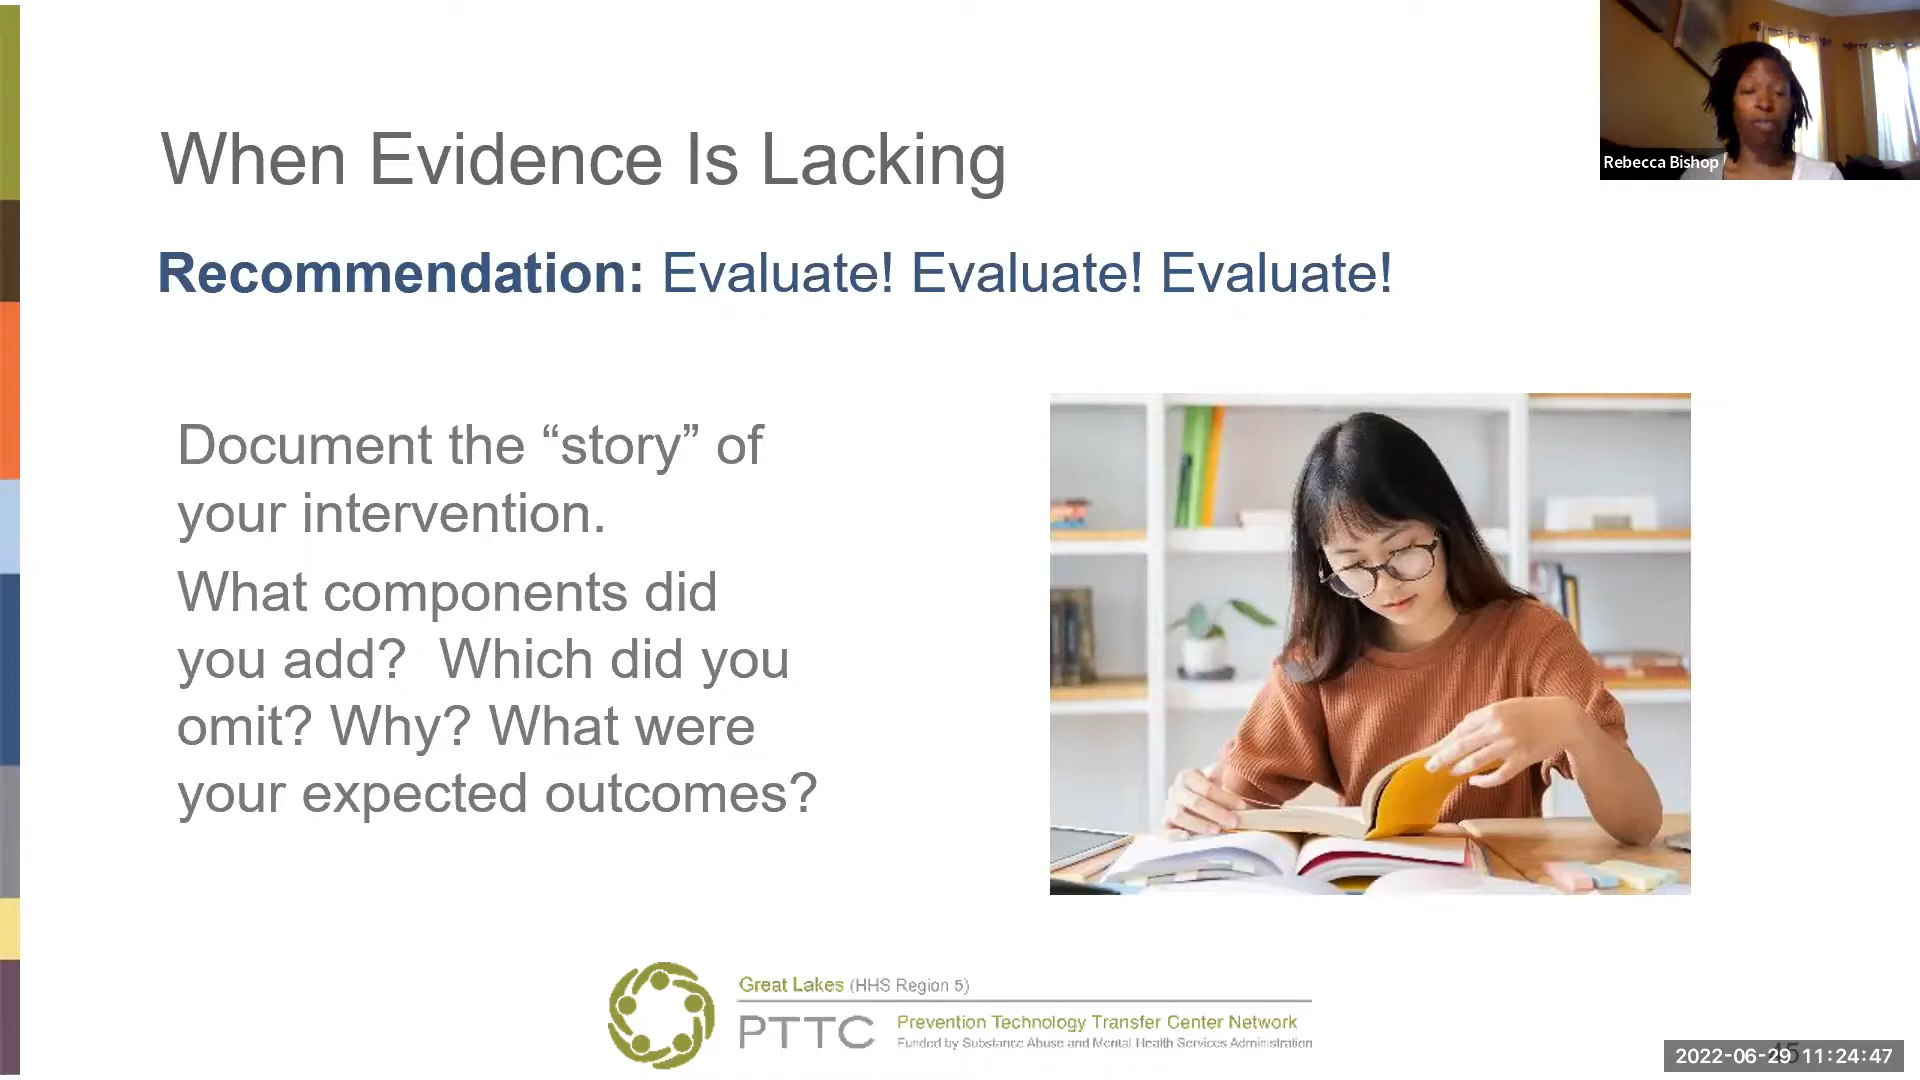 When Evidence Is Lacking
Rebecca Bishop
Recommendation: Evaluate! Evaluate! Evaluate!
Document the “story” of
your intervention.
What components did
you add?  Which did you
omit? Why? What were
your expected outcomes?
Great Lakes (HHS Region 5)
PTTC
Prevention Technology Transfer Center Network
Funded by Substance Abuse and Mental Health Services Administration
2022-06-29 11:24:47